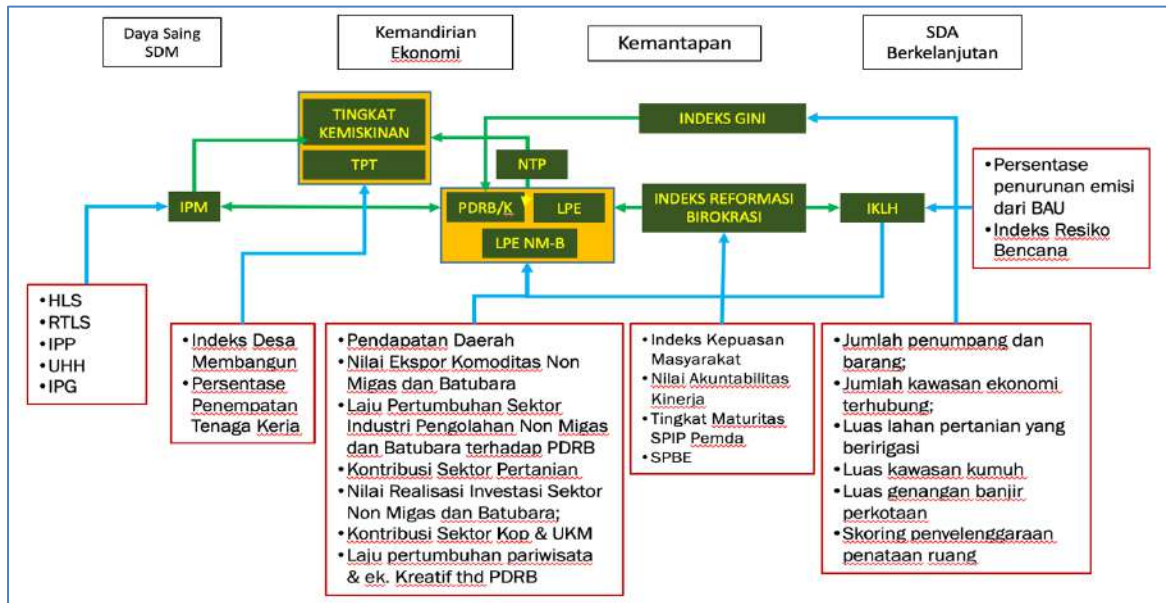 Daya Saing
SDM
Kemandirian
Ekonomi
Kemantapan
SDA
Berkelanjutan
TINGKAT
KEMISKINAN
TPT
INDEKS GINI
NTP
IPM
PDRB/K
LPE
LPE NM-B
INDEKS REFORMASI
BIROKRASI
IKLH
•Persentase
penurunan emisi
dari BAU
•Indeks Resiko
Bencana
•HLS
•RTLS
•IPP
•UHH
•IPG
•Indeks Desa
Membangun
•Persentase
Penempatan
Tenaga Kerja
•Pendapatan Daerah
•Nilai Ekspor Komoditas Non
Migas dan Batubara
•Laju Pertumbuhan Sektor
Industri Pengolahan Non Migas
dan Batubara terhadap PDRB
•Kontribusi Sektor Pertanian
•Nilai Realisasi Investasi Sektor
Non Migas dan Batubara;
•Kontribusi Sektor Kop & UKM
•Laju pertumbuhan pariwisata
& ek. Kreatif thd PDRB
•Indeks Kepuasan
Masyarakat
•Nilai Akuntabilitas
Kinerja
•Tingkat Maturitas
SPIP Pemda
•SPBE
•Jumlah penumpang dan
barang;
•Jumlah kawasan ekonomi
terhubung;
•Luas lahan pertanian yang
beririgasi
•Luas kawasan kumuh
•Luas genangan banjir
perkotaan
•Skoring penyelenggaraan
penataan ruang